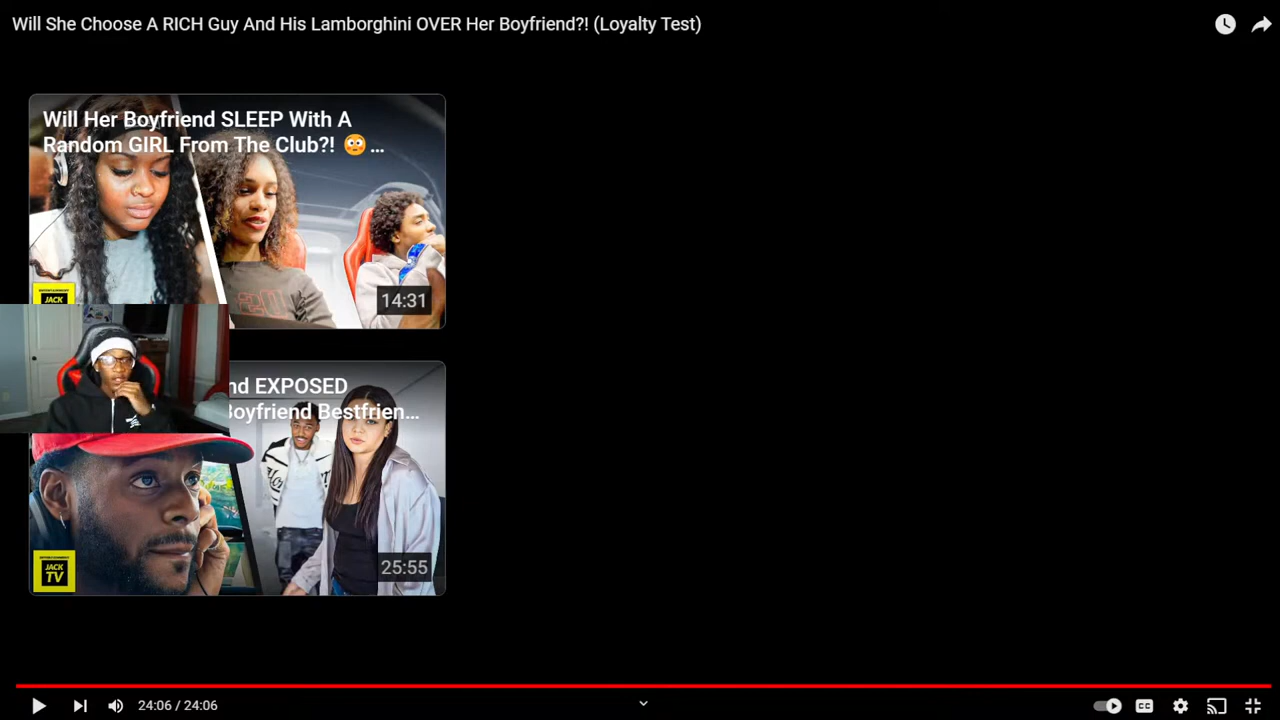 Will She Choose A RICH Guy And His Lamborghini OVER Her Boyfriend?! (Loyalty Test)
Will Her Boyfriend SLEEP With A
Random GIRL From The Club?! 😳...
JACK
14:31
nd EXPOSED
Boyfriend Bestfrien...
JACK
TV
25:55
24:06 / 24:06
CC